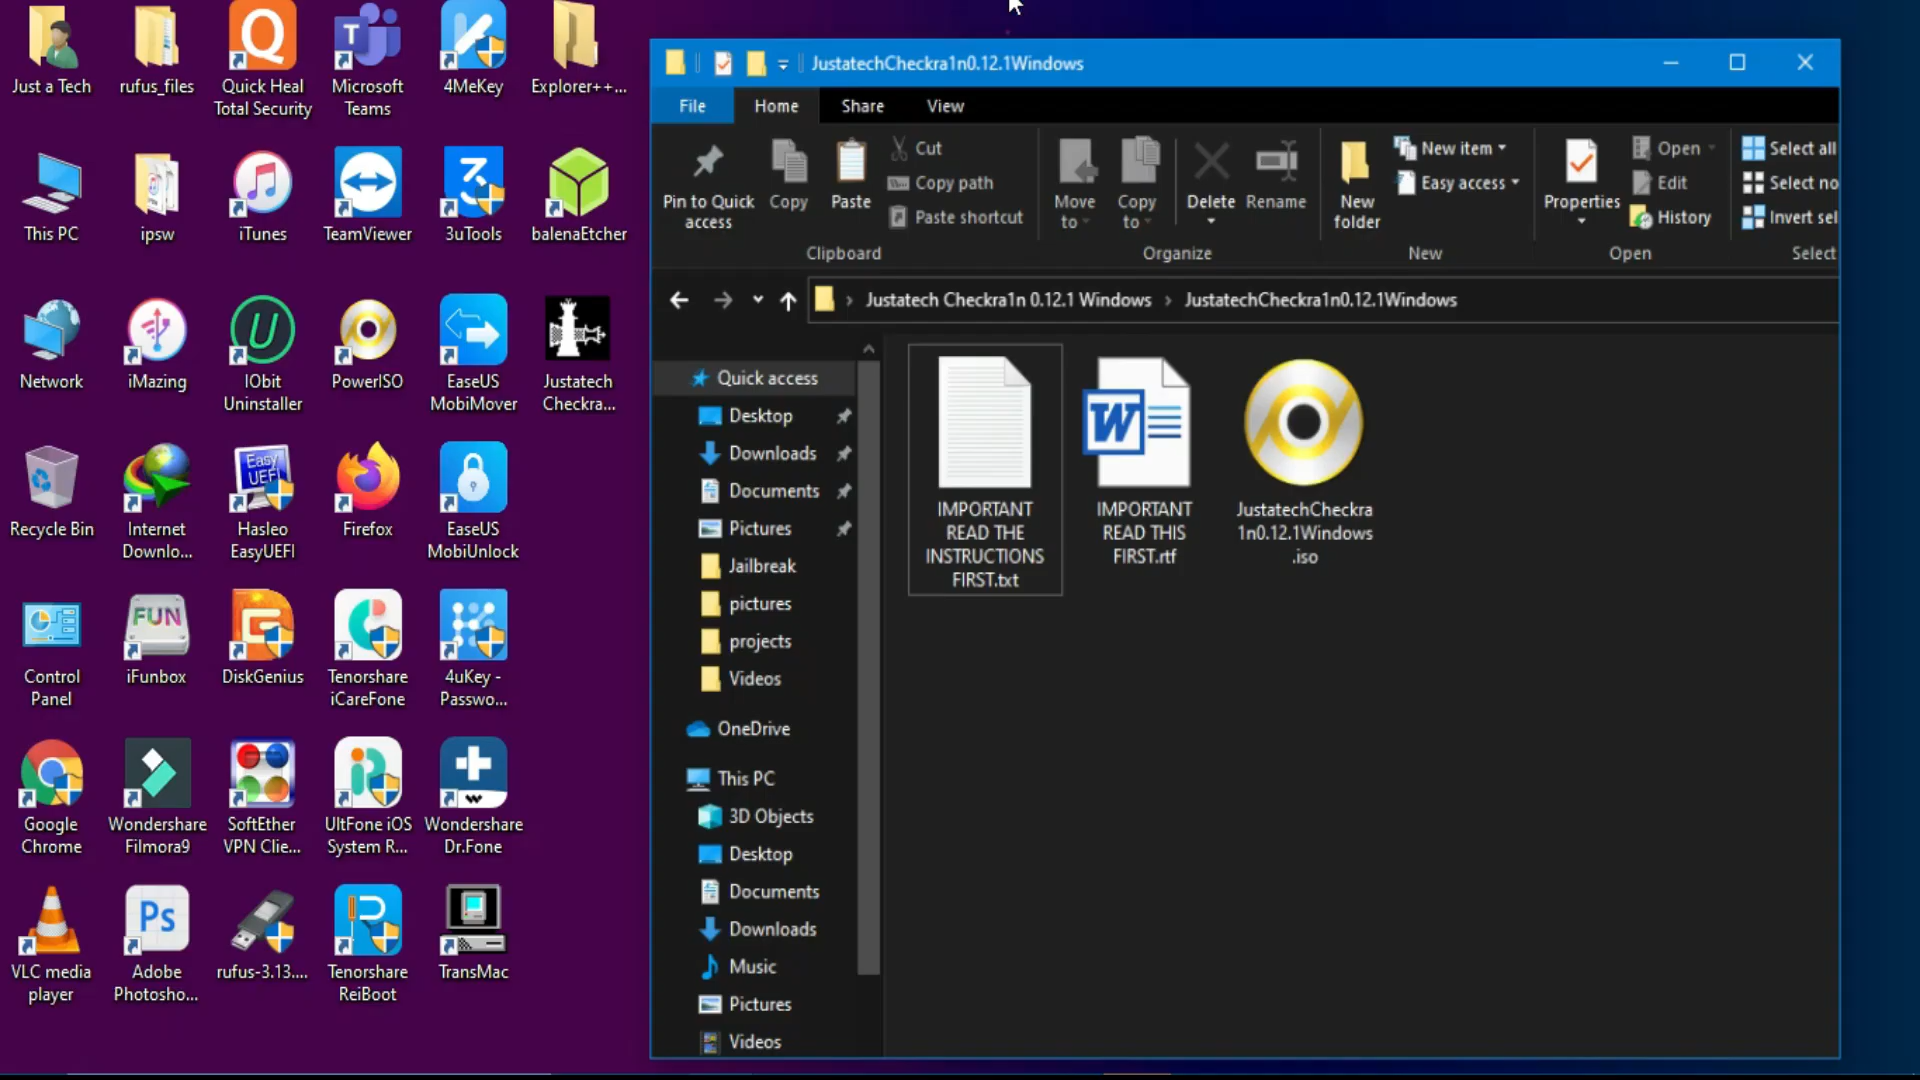 Just a Tech
rufus_files
Quick Heal
Total Security
Microsoft
Teams
4MeKey
Explorer++...
This PC
ipsw
iTunes
TeamViewer
3uTools
balenaEtcher
Network
iMazing
IObit
Uninstaller
PowerISO
EaseUS
MobiMover
Justatech
Checkra...
Recycle Bin
Internet
Downlo...
Easy
UEFI
Hasleo
EasyUEFI
Firefox
EaseUS
MobiUnlock
Control
Panel
FUN
iFunbox
DiskGenius
Tenorshare
iCareFone
4uKey -
Passwo...
Google
Chrome
Wondershare
Filmora9
SoftEther
VPN Clie...
UltFone iOS
System R...
Wondershare
Dr.Fone
VLC media
player
Ps
Adobe
Photosho...
rufus-3.13....
Tenorshare
ReiBoot
TransMac
JustatechCheckra1n0.12.1Windows
File
Home
Share
View
Pin to Quick
access
Copy
Paste
Cut
Copy path
Paste shortcut
Clipboard
Move
to
Copy
to
Delete
Rename
Organize
New
folder
New item
Easy access
New
Properties
Open
Edit
History
Open
Select all
Select no
Invert sel
Select
Justatech Checkra1n 0.12.1 Windows > JustatechCheckra1n0.12.1Windows
Quick access
Desktop
Downloads
Documents
Pictures
Jailbreak
pictures
projects
Videos
OneDrive
This PC
3D Objects
Desktop
Documents
Downloads
Music
Pictures
Videos
IMPORTANT
READ THE
INSTRUCTIONS
FIRST.txt
W
IMPORTANT
READ THIS
FIRST.rtf
JustatechCheckra
1n0.12.1Windows
.iso